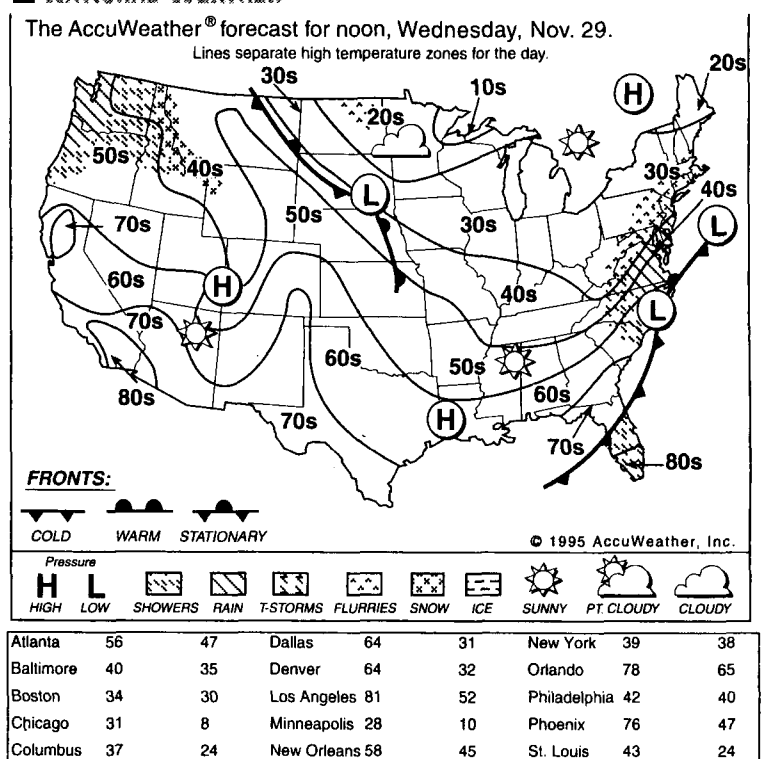 The AccuWeather® forecast for noon, Wednesday, Nov. 29.
Lines separate high temperature zones for the day.
30s
20s
10s
H
20s
50s
40s
30s
40s
L
50s
30s
L
70s
60s
H
40s
L
70s
60s
50s
60s
80s
70s
H
70s
80s
FRONTS:
COLD WARM STATIONARY
© 1995 AccuWeather, Inc.
Pressure
H L
HIGH LOW SHOWERS RAIN T-STORMS FLURRIES SNOW ICE SUNNY PT. CLOUDY CLOUDY
Atlanta 56 47 Dallas 64 31 New York 39 38
Baltimore 40 35 Denver 64 32 Orlando 78 65
Boston 34 30 Los Angeles 81 52 Philadelphia 42 40
Chicago 31 8 Minneapolis 28 10 Phoenix 76 47
Columbus 37 24 New Orleans 58 45 St. Louis 43 24